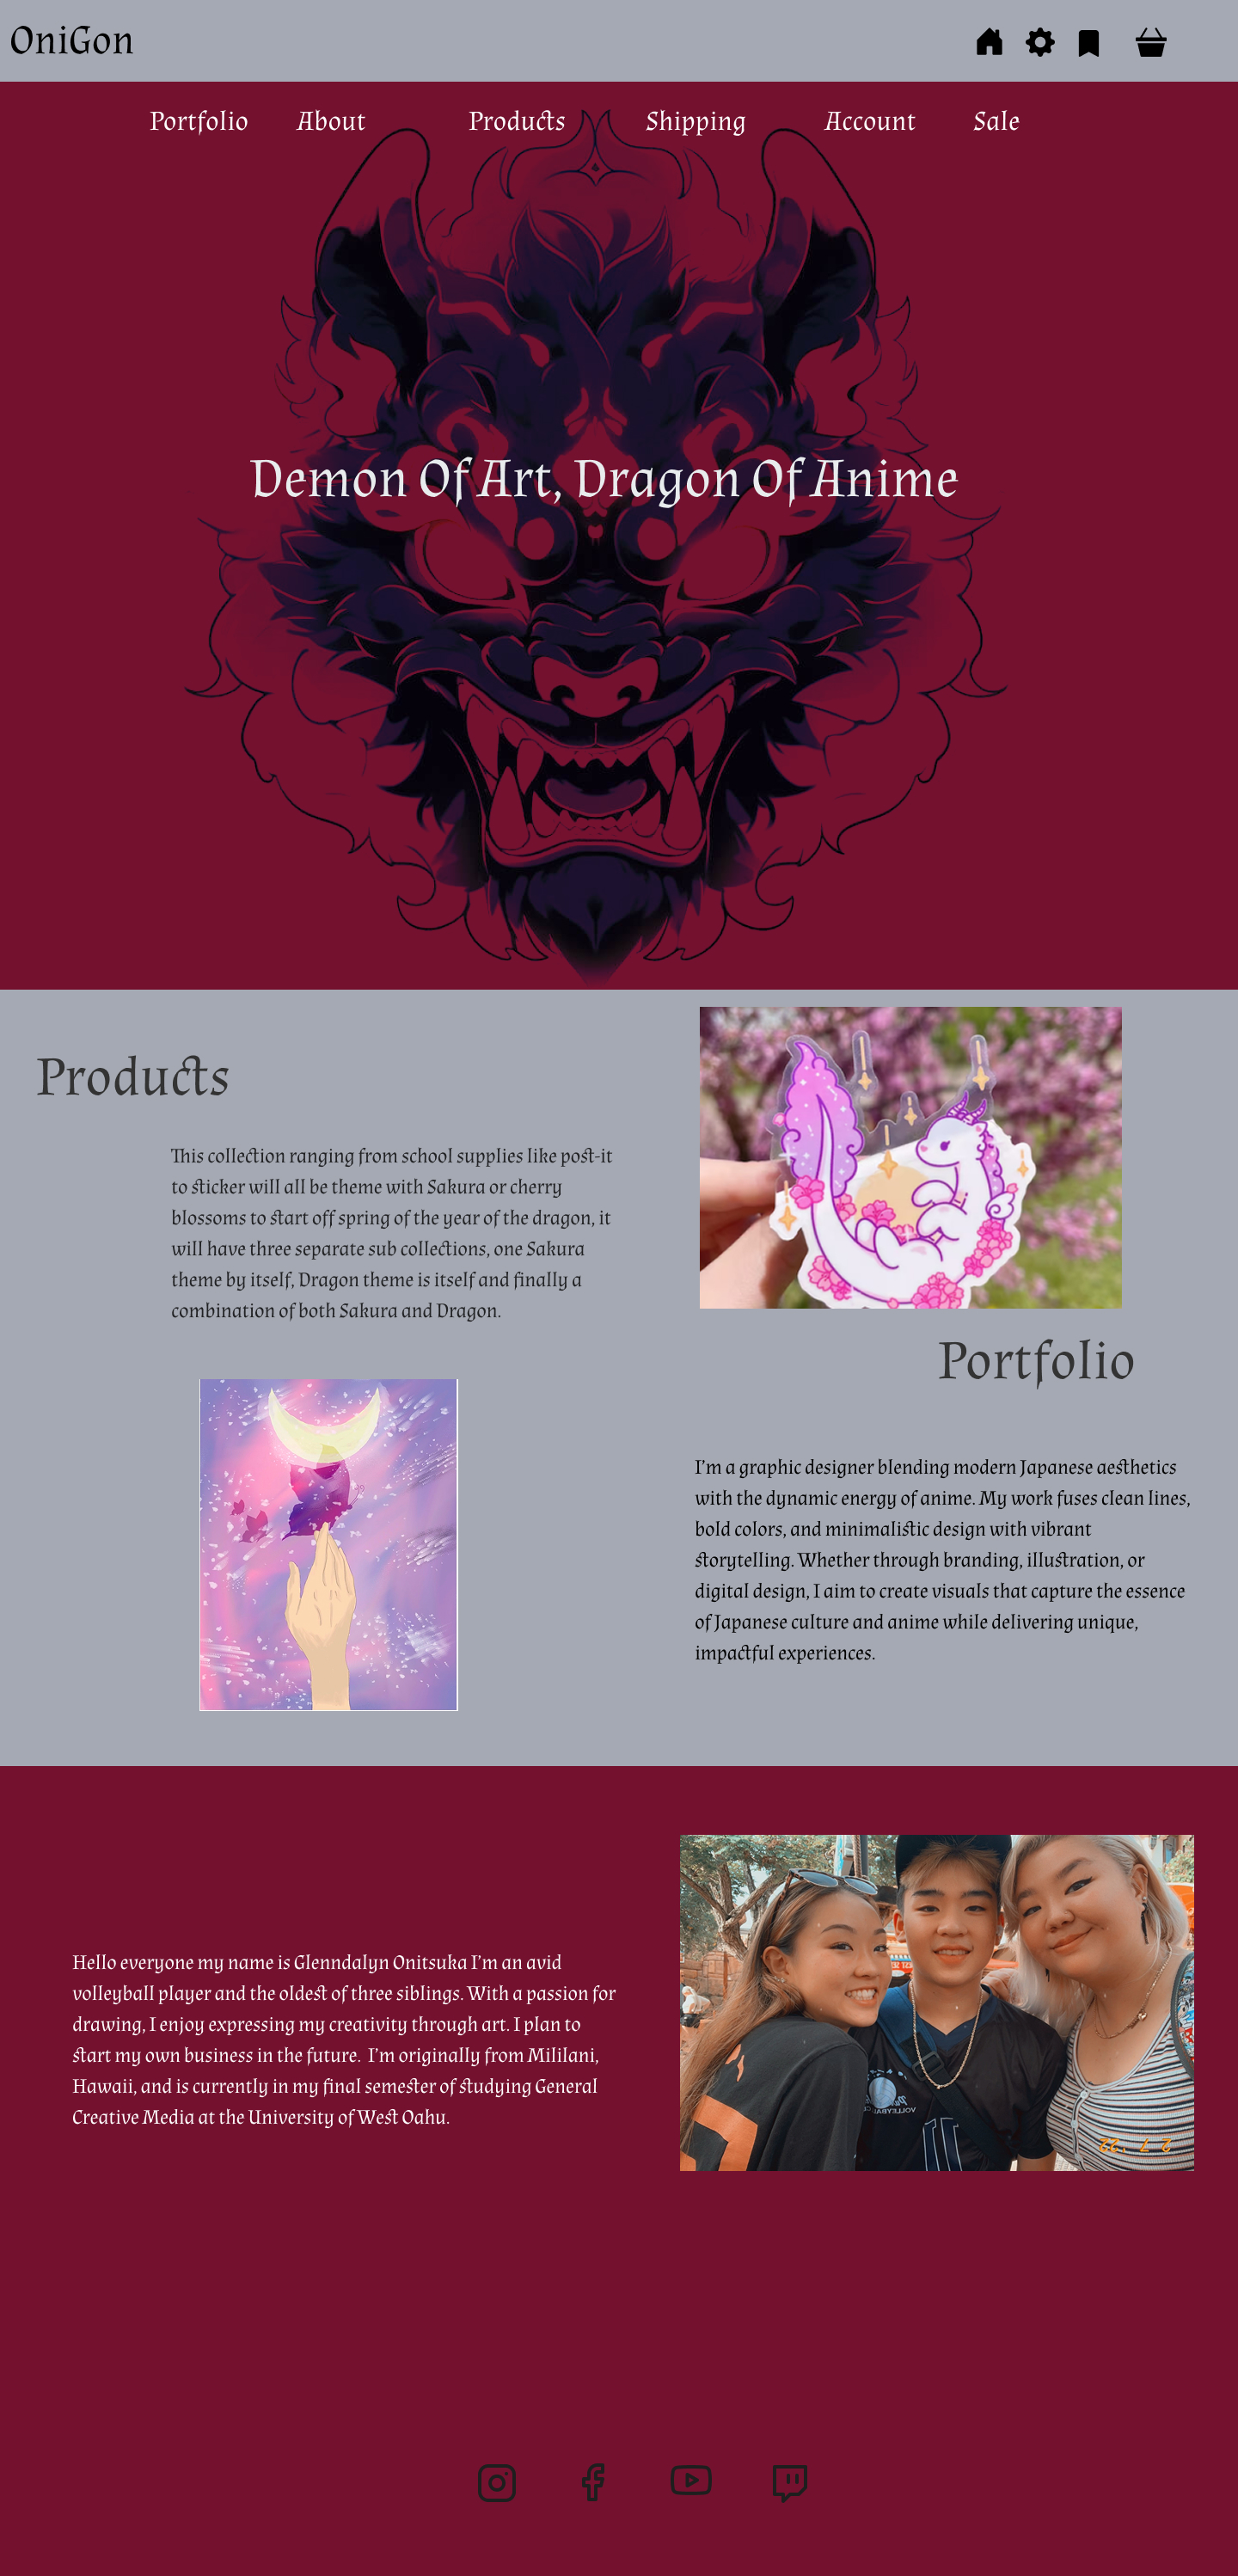 OniGon
Portfolio About Products Shipping Account Sale
Demon Of Art, Dragon Of Anime
Products
This collection ranging from school supplies like post-it
to sticker will all be theme with Sakura or cherry
blossoms to start off spring of the year of the dragon, it
will have three separate sub collections, one Sakura
theme by itself, Dragon theme is itself and finally a
combination of both Sakura and Dragon.
Portfolio
I'm a graphic designer blending modern Japanese aesthetics
with the dynamic energy of anime. My work fuses clean lines,
bold colors, and minimalistic design with vibrant
storytelling. Whether through branding, illustration, or
digital design, I aim to create visuals that capture the essence
of Japanese culture and anime while delivering unique,
impactful experiences.
Hello everyone my name is Glenndalyn Onitsuka I'm an avid
volleyball player and the oldest of three siblings. With a passion for
drawing, I enjoy expressing my creativity through art. I plan to
start my own business in the future. I'm originally from Mililani,
Hawaii, and is currently in my final semester of studying General
Creative Media at the University of West Oahu.